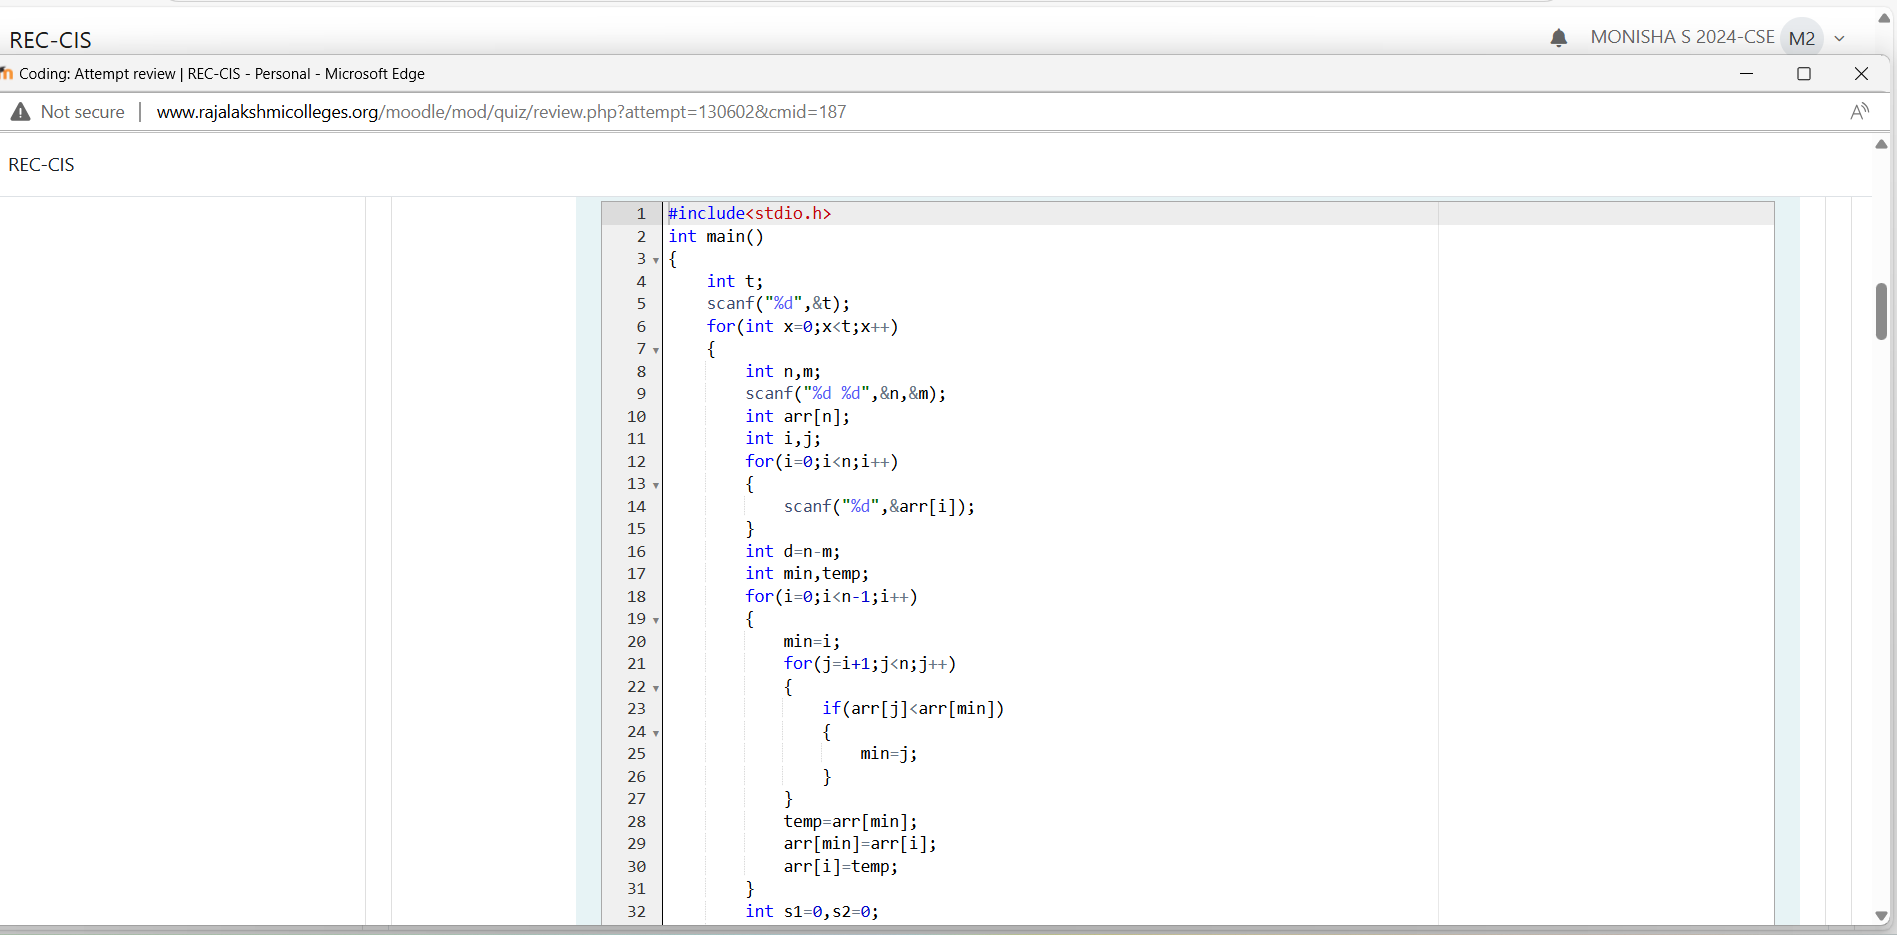 REC-CIS
MONISHA S 2024-CSE M2
Coding: Attempt review | REC-CIS - Personal - Microsoft Edge
Not secure | www.rajalakshmicolleges.org/moodle/mod/quiz/review.php?attempt=130602&cmid=187
REC-CIS
1 #include<stdio.h>
2 int main()
3 {
4 int t;
5 scanf("%d",&t);
6 for(int x=0;x<t;x++)
7 {
8 int n,m;
9 scanf("%d %d",&n,&m);
10 int arr[n];
11 int i,j;
12 for(i=0;i<n;i++)
13 {
14 scanf("%d",&arr[i]);
15 }
16 int d=n-m;
17 int min,temp;
18 for(i=0;i<n-1;i++)
19 {
20 min=i;
21 for(j=i+1;j<n;j++)
22 {
23 if(arr[j]<arr[min])
24 {
25 min=j;
26 }
27 }
28 temp=arr[min];
29 arr[min]=arr[i];
30 arr[i]=temp;
31 }
32 int s1=0,s2=0;